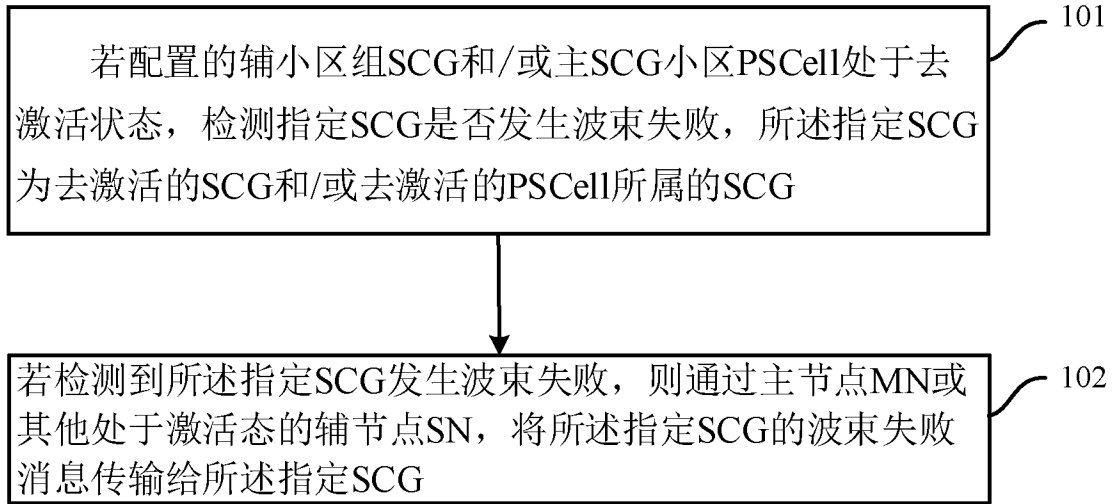 101
若配置的辅小区组SCG和/或主SCG小区PSCell处于去
激活状态，检测指定SCG是否发生波束失败，所述指定SCG
为去激活的SCG和/或去激活的PSCell所属的SCG
102
若检测到所述指定SCG发生波束失败，则通过主节点MN或
其他处于激活态的辅节点SN，将所述指定SCG的波束失败
消息传输给所述指定SCG